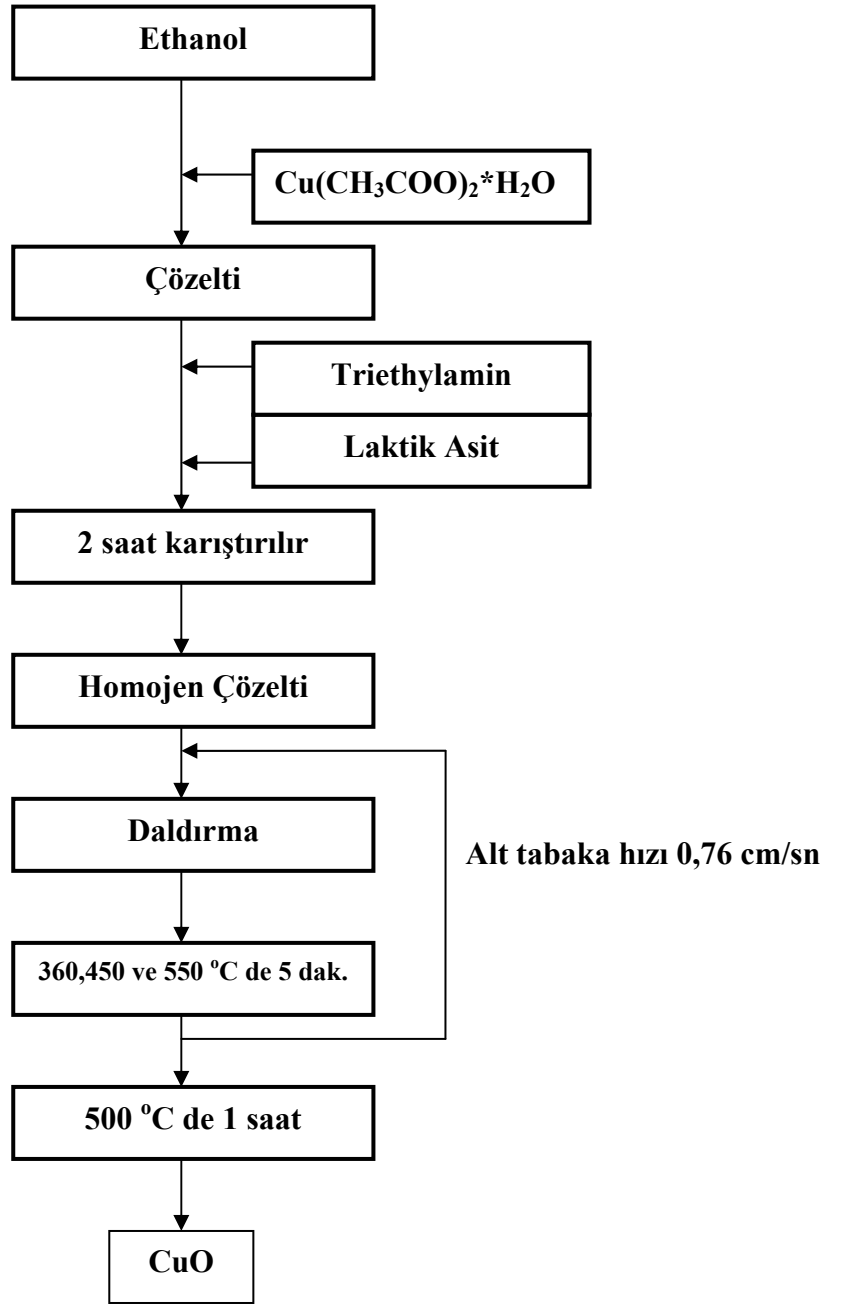 Ethanol
Cu(CH₃COO)₂*H₂O
Çözelti
Triethylamin
Laktik Asit
2 saat karıştırılır
Homojen Çözelti
Daldırma
Alt tabaka hızı 0,76 cm/sn
360,450 ve 550 ºC de 5 dak.
500 ºC de 1 saat
CuO